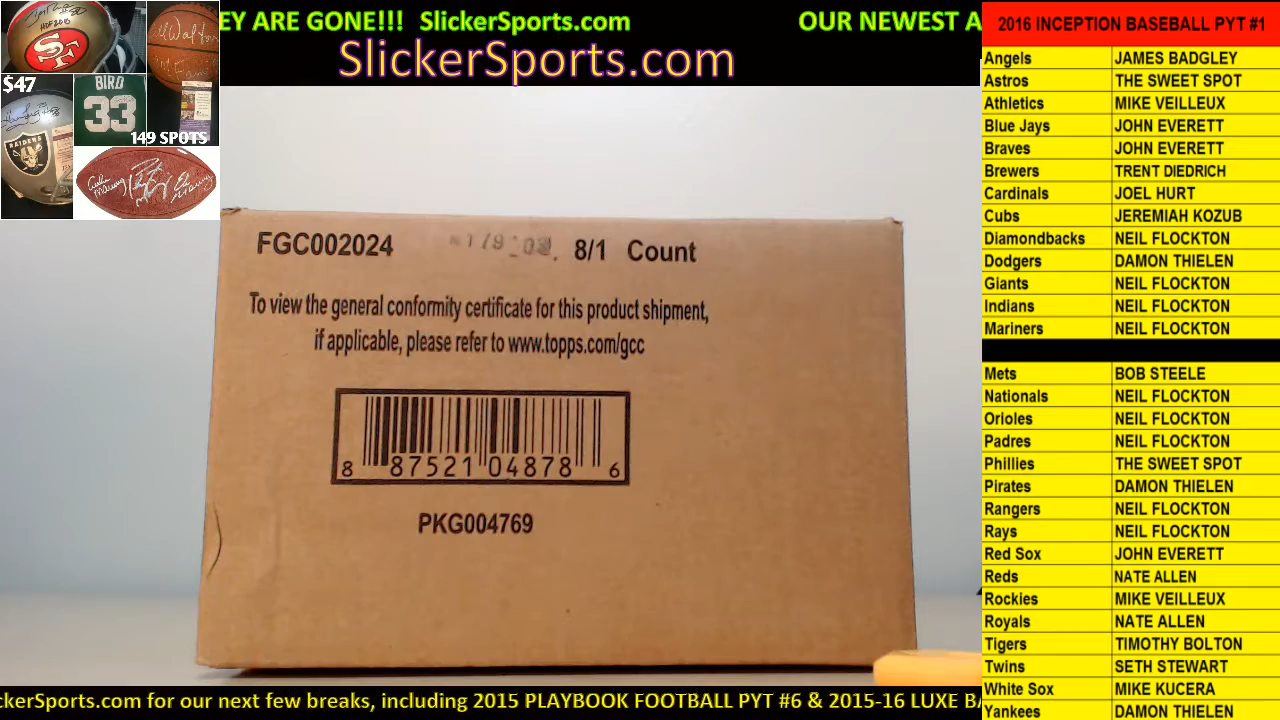 EY ARE GONE!!! SlickerSports.com
OUR NEWEST A
SlickerSports.com
$47
BIRD
33
RAIDERS
149 SPOTS
FGC002024
8/1 Count
To view the general conformity certificate for this product shipment,
if applicable, please refer to www.topps.com/gcc
8 87521 04878 6
PKG004769
2016 INCEPTION BASEBALL PYT #1
Angels JAMES BADGLEY
Astros THE SWEET SPOT
Athletics MIKE VEILLEUX
Blue Jays JOHN EVERETT
Braves JOHN EVERETT
Brewers TRENT DIEDRICH
Cardinals JOEL HURT
Cubs JEREMIAH KOZUB
Diamondbacks NEIL FLOCKTON
Dodgers DAMON THIELEN
Giants NEIL FLOCKTON
Indians NEIL FLOCKTON
Mariners NEIL FLOCKTON
Mets BOB STEELE
Nationals NEIL FLOCKTON
Orioles NEIL FLOCKTON
Padres NEIL FLOCKTON
Phillies THE SWEET SPOT
Pirates DAMON THIELEN
Rangers NEIL FLOCKTON
Rays NEIL FLOCKTON
Red Sox JOHN EVERETT
Reds NATE ALLEN
Rockies MIKE VEILLEUX
Royals NATE ALLEN
Tigers TIMOTHY BOLTON
Twins SETH STEWART
White Sox MIKE KUCERA
Yankees DAMON THIELEN
ckerSports.com for our next few breaks, including 2015 PLAYBOOK FOOTBALL PYT #6 & 2015-16 LUXE BA